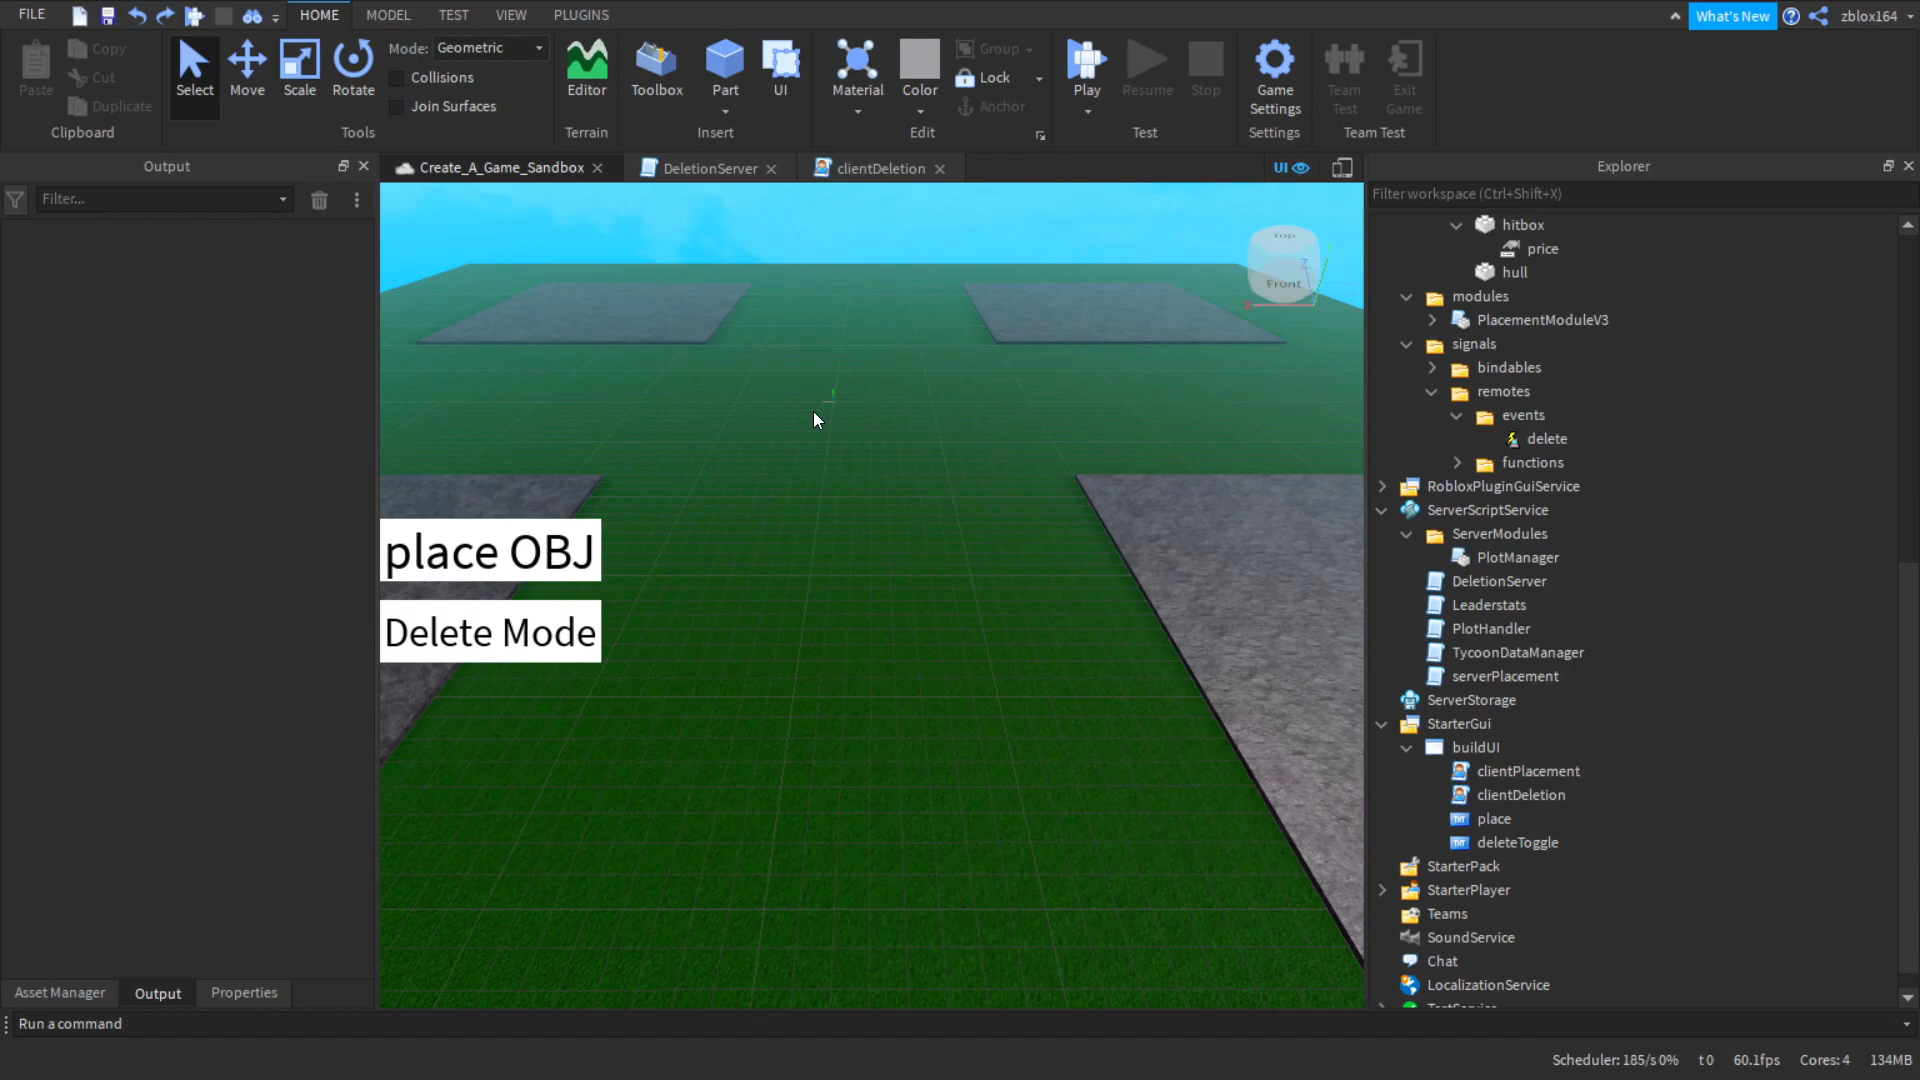 FILE
HOME
MODEL
TEST
VIEW
PLUGINS
What's New
zblox164
Paste
Copy
Cut
Duplicate
Clipboard
Select
Move
Scale
Rotate
Mode:
Geometric
Collisions
Join Surfaces
Tools
Editor
Terrain
Toolbox
Part
UI
Insert
Material
Color
Group
Lock
Anchor
Edit
Play
Resume
Stop
Test
Game
Settings
Settings
Team
Test
Exit
Game
Team Test
Output
Filter...
Create_A_Game_Sandbox
DeletionServer
clientDeletion
UI
Top
Front
Z
X
place OBJ
Delete Mode
Explorer
Filter workspace (Ctrl+Shift+X)
hitbox
price
hull
modules
PlacementModuleV3
signals
bindables
remotes
events
delete
functions
RobloxPluginGuiService
ServerScriptService
ServerModules
PlotManager
DeletionServer
Leaderstats
PlotHandler
TycoonDataManager
serverPlacement
ServerStorage
StarterGui
buildUI
clientPlacement
clientDeletion
TXT place
TXT deleteToggle
StarterPack
StarterPlayer
Teams
SoundService
Chat
LocalizationService
Asset Manager
Output
Properties
Run a command
Scheduler: 185/s 0%
t 0
60.1fps
Cores: 4
134MB